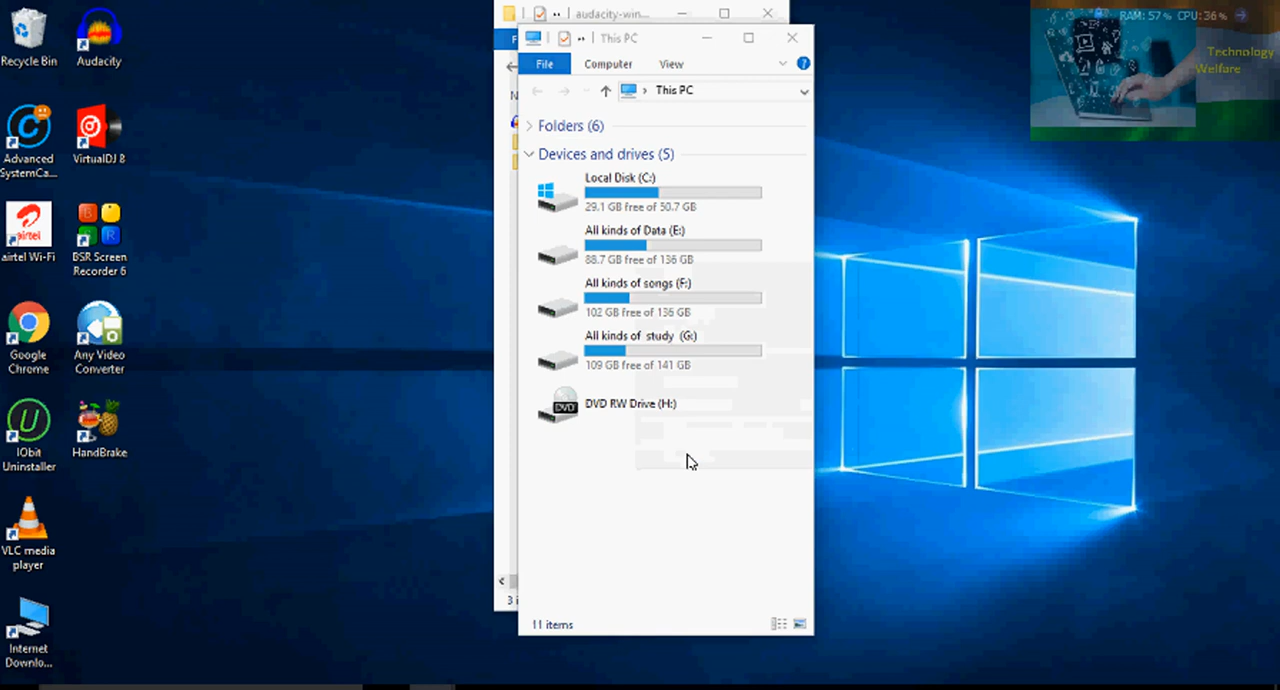 Recycle Bin
Audacity
Advanced
SystemCa...
VirtualDJ 8
airtel
airtel Wi-Fi
BSR Screen
Recorder 6
Google
Chrome
Any Video
Converter
IObit
Uninstaller
HandBrake
VLC media
player
Internet
Downlo...
audacity-win...
This PC
File
Computer
View
This PC
Folders (6)
Devices and drives (5)
Local Disk (C:)
29.1 GB free of 50.7 GB
All kinds of Data (E:)
88.7 GB free of 136 GB
All kinds of songs (F:)
102 GB free of 136 GB
All kinds of study (G:)
109 GB free of 141 GB
DVD
DVD RW Drive (H:)
11 items
RAM: 57% CPU: 36%
Technology
Welfare